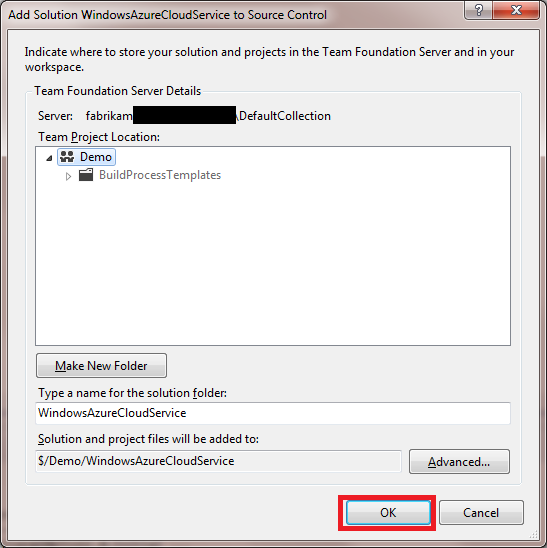 Add Solution WindowsAzureCloudService to Source Control
Indicate where to store your solution and projects in the Team Foundation Server and in your
workspace.
Team Foundation Server Details
Server: fabrikam \DefaultCollection
Team Project Location:
Demo
BuildProcessTemplates
Make New Folder
Type a name for the solution folder:
WindowsAzureCloudService
Solution and project files will be added to:
$/Demo/WindowsAzureCloudService
Advanced...
OK
Cancel